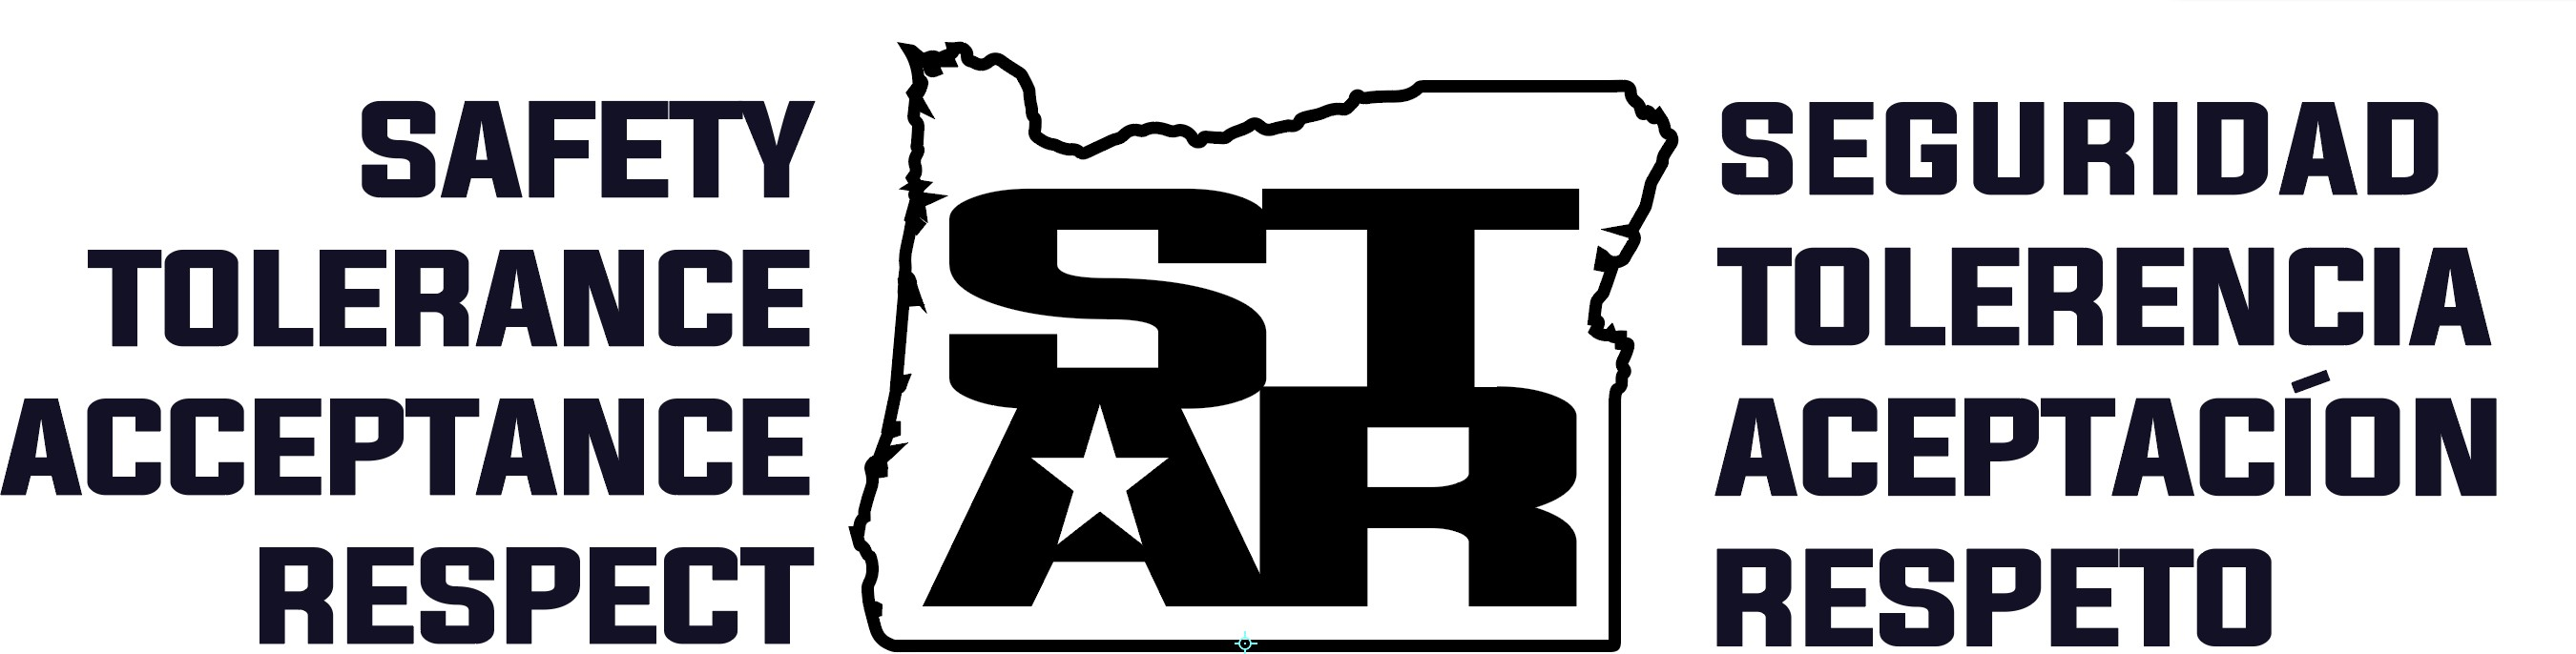 SAFETY
TOLERANCE
ACCEPTANCE
RESPECT
ST
AR
SEGURIDAD
TOLERENCIA
ACEPTACÍON
RESPETO